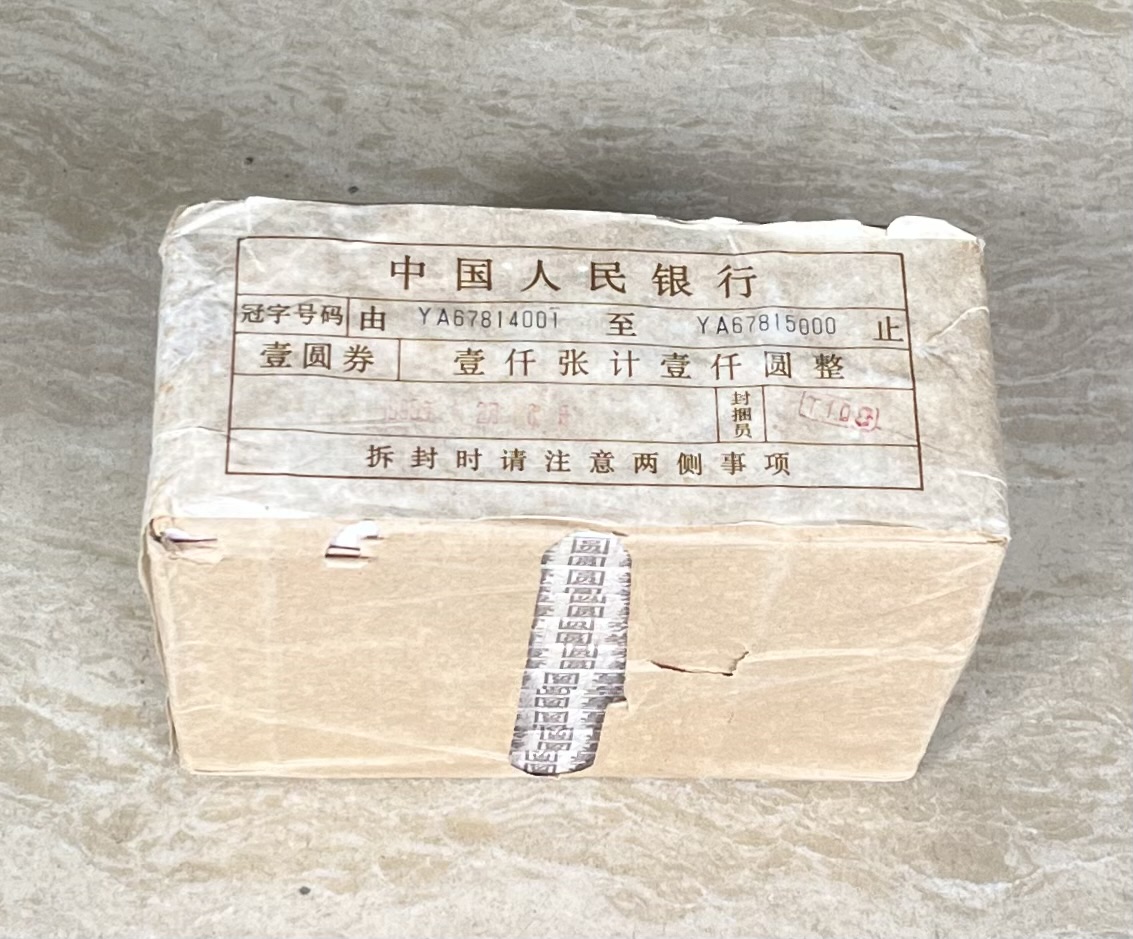 中国人民银行
冠字号码 由 YA67814001 至 YA67815000 止
壹圆券 壹仟张计壹仟圆整
封捆员
拆封时请注意两侧事项